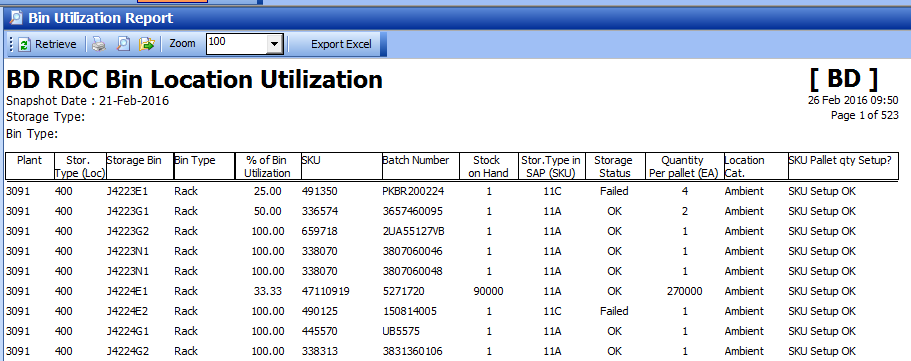 Bin Utilization Report
Retrieve Zoom 100 Export Excel
BD RDC Bin Location Utilization [ BD ]
Snapshot Date : 21-Feb-2016 26 Feb 2016 09:50
Storage Type: Page 1 of 523
Bin Type:
Plant Stor. Storage Bin Bin Type % of Bin SKU Batch Number Stock Stor.Type in Storage Quantity Location SKU Pallet qty Setup?
Type (Loc) Utilization on Hand SAP (SKU) Status Per pallet (EA) Cat.
3091 400 J4223E1 Rack 25.00 491350 PKBR200224 1 11C Failed 4 Ambient SKU Setup OK
3091 400 J4223G1 Rack 50.00 336574 3657460095 1 11A OK 2 Ambient SKU Setup OK
3091 400 J4223G2 Rack 100.00 659718 2UA55127VB 1 11A OK 1 Ambient SKU Setup OK
3091 400 J4223N1 Rack 100.00 338070 3807060046 1 11A OK 1 Ambient SKU Setup OK
3091 400 J4223N1 Rack 100.00 338070 3807060048 1 11A OK 1 Ambient SKU Setup OK
3091 400 J4224E1 Rack 33.33 47110919 5271720 90000 11A OK 270000 Ambient SKU Setup OK
3091 400 J4224E2 Rack 100.00 490125 150814005 1 11C Failed 1 Ambient SKU Setup OK
3091 400 J4224G1 Rack 100.00 445570 UB5575 1 11A OK 1 Ambient SKU Setup OK
3091 400 J4224G2 Rack 100.00 338313 3831360106 1 11A OK 1 Ambient SKU Setup OK